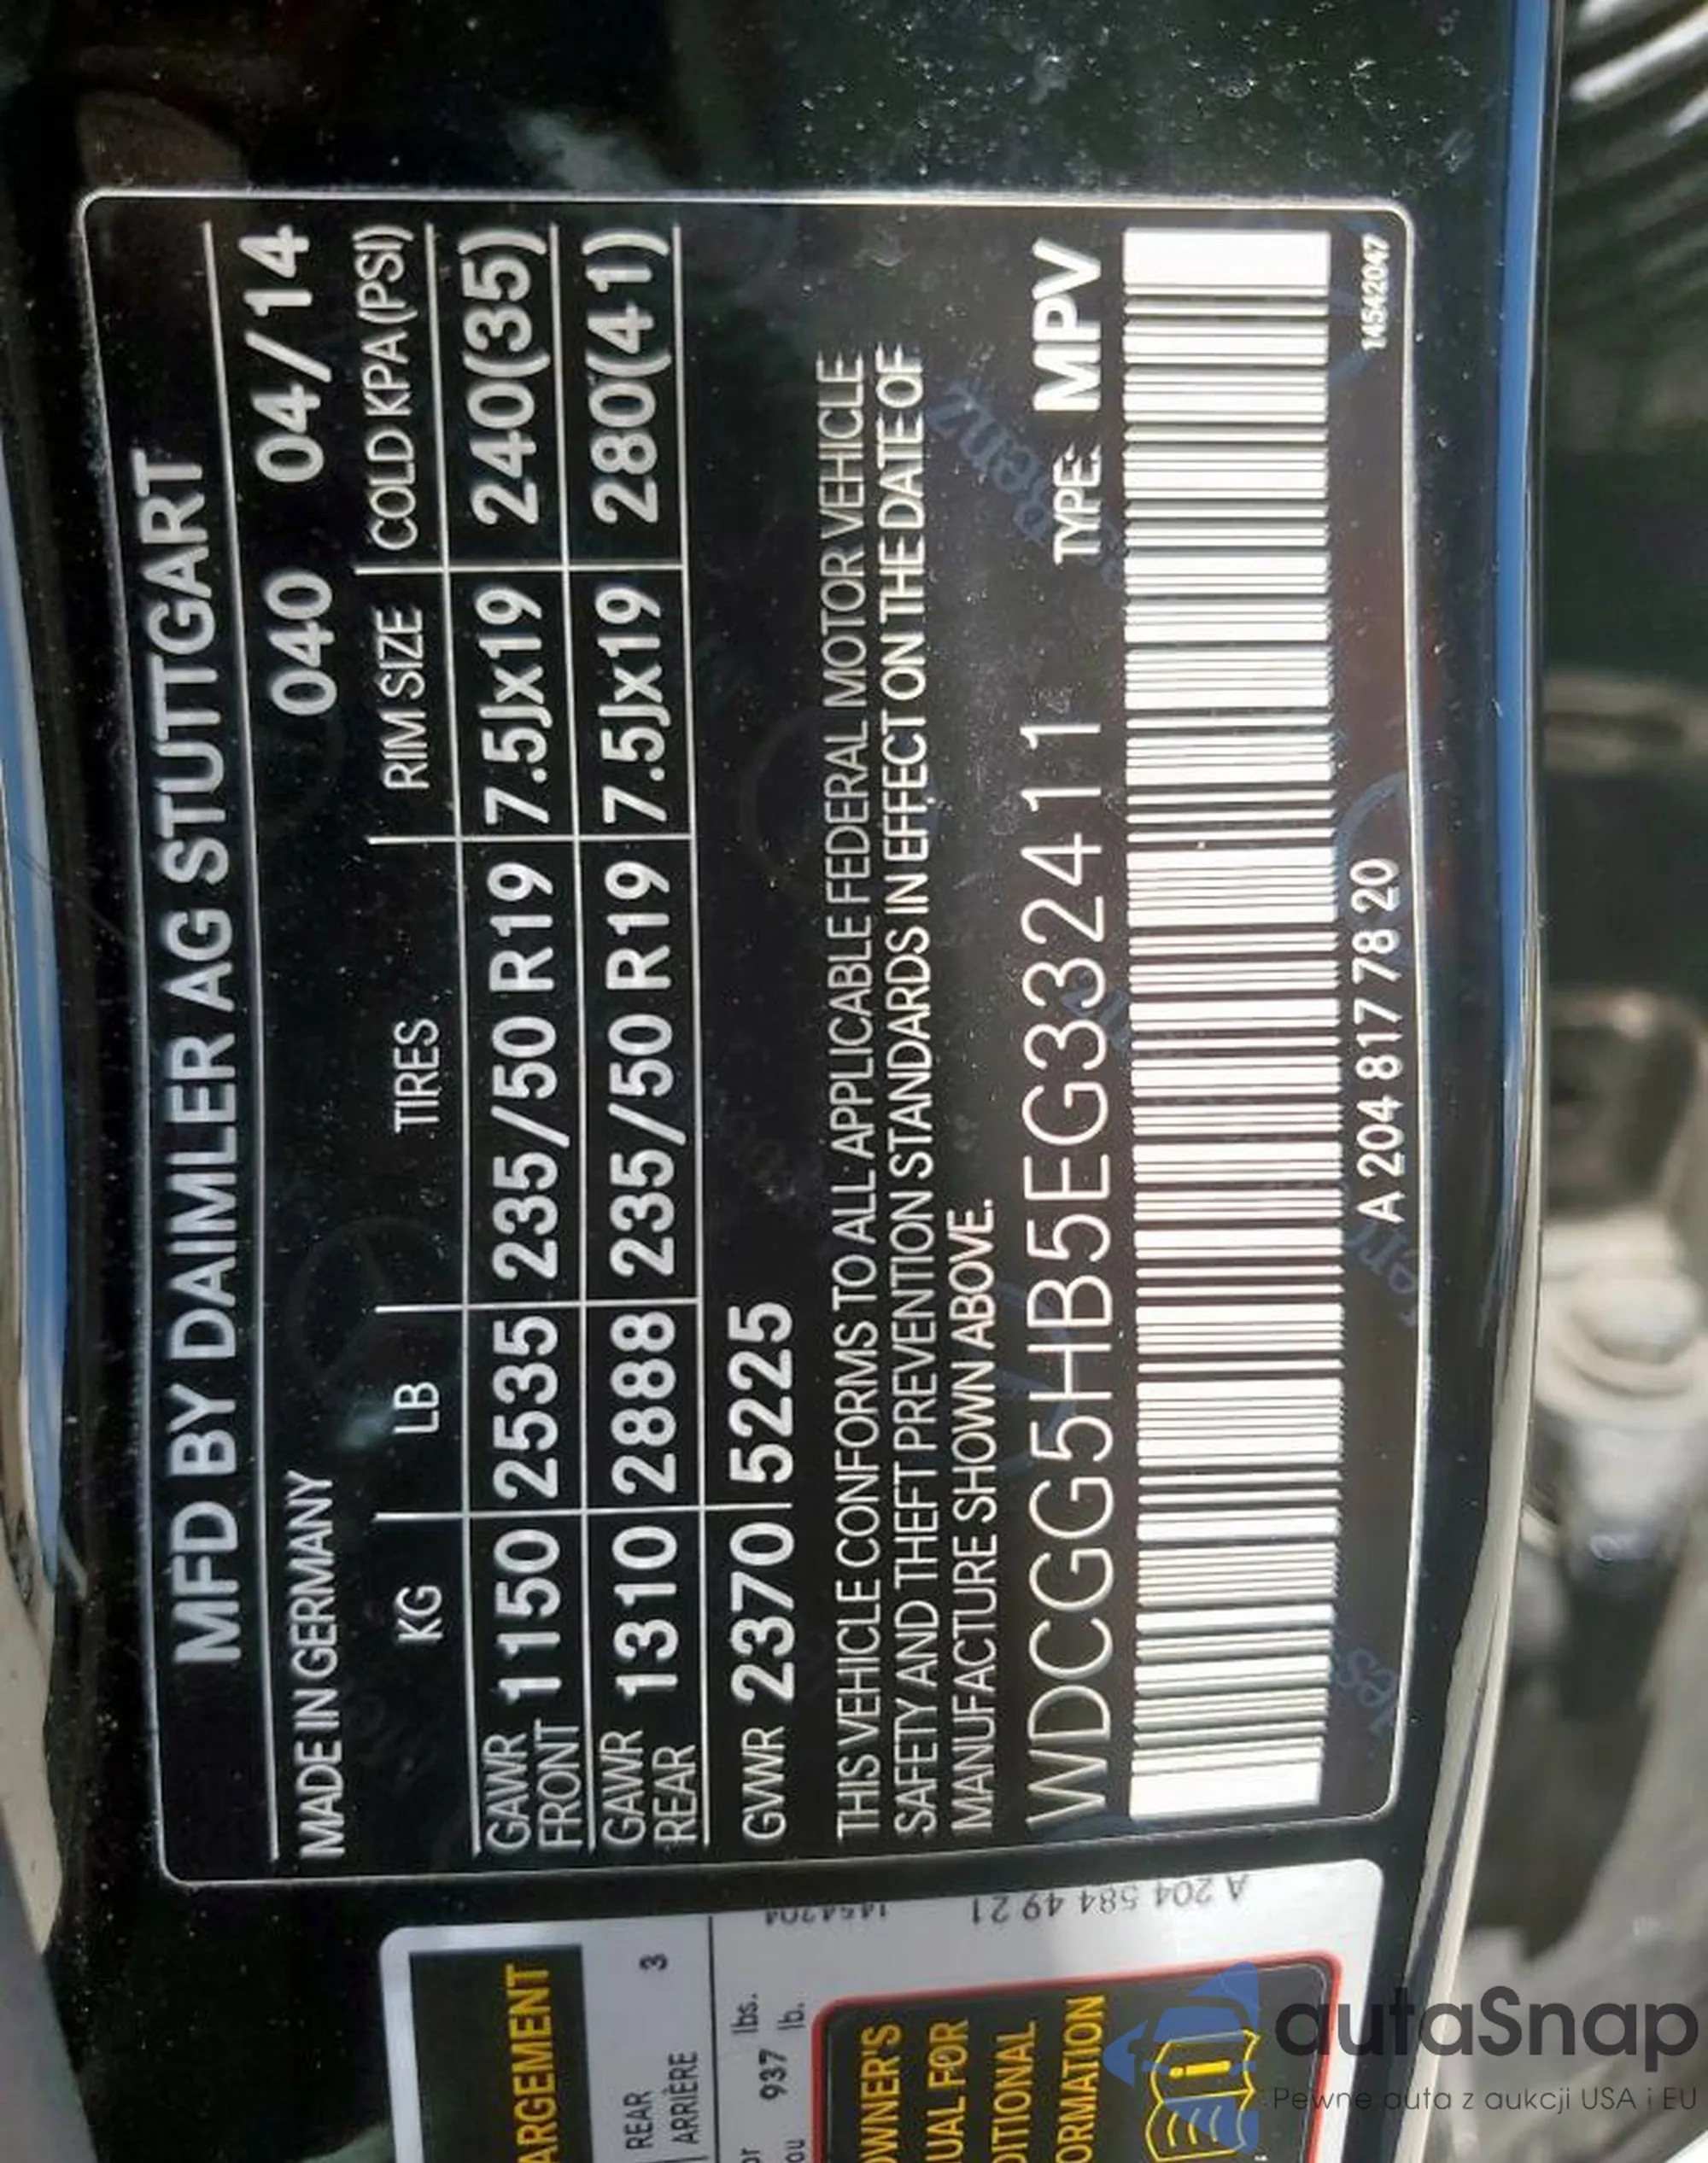 MFD BY DAIMLER AG STUTTGART
MADE IN GERMANY 040 04/14
KG LB TIRES RIM SIZE COLD KPA(PSI)
GAWR FRONT 1150 2535 235/50 R19 7.5Jx19 240(35)
GAWR REAR 1310 2888 235/50 R19 7.5Jx19 280(41)
GVWR 2370 5225
THIS VEHICLE CONFORMS TO ALL APPLICABLE FEDERAL MOTOR VEHICLE
SAFETY AND THEFT PREVENTION STANDARDS IN EFFECT ON THE DATE OF
MANUFACTURE SHOWN ABOVE.
WDCGG5HB5EG332411 TYPE: MPV
A 204 817 78 20
14542047
A 204 584 49 21
1454204
ARGEMENT
REAR 3
ARRIÈRE
or 937 lbs.
ou lb.
OWNER'S
UAL FOR
DITIONAL
ORMATION
autaSnap
Pewne auta z aukcji USA i EU